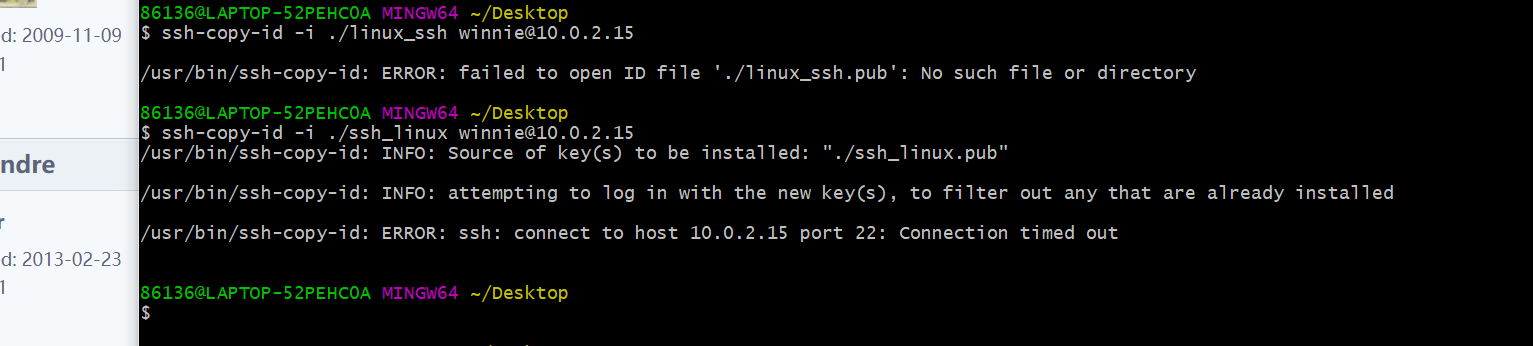 d: 2009-11-09
1
ndre
r
d: 2013-02-23
1
86136@LAPTOP-52PEHC0A MINGW64 ~/Desktop
$ ssh-copy-id -i ./linux_ssh winnie@10.0.2.15
/usr/bin/ssh-copy-id: ERROR: failed to open ID file './linux_ssh.pub': No such file or directory
86136@LAPTOP-52PEHC0A MINGW64 ~/Desktop
$ ssh-copy-id -i ./ssh_linux winnie@10.0.2.15
/usr/bin/ssh-copy-id: INFO: Source of key(s) to be installed: "./ssh_linux.pub"
/usr/bin/ssh-copy-id: INFO: attempting to log in with the new key(s), to filter out any that are already installed
/usr/bin/ssh-copy-id: ERROR: ssh: connect to host 10.0.2.15 port 22: Connection timed out
86136@LAPTOP-52PEHC0A MINGW64 ~/Desktop
$